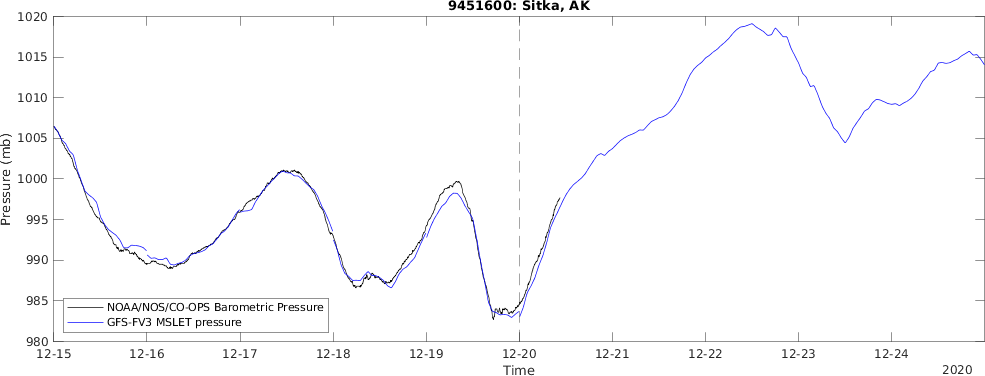 9451600: Sitka, AK
1020
1015
1010
1005
1000
995
990
985
980
Pressure (mb)
NOAA/NOS/CO-OPS Barometric Pressure
GFS-FV3 MSLET pressure
12-15 12-16 12-17 12-18 12-19 12-20 12-21 12-22 12-23 12-24
Time
2020